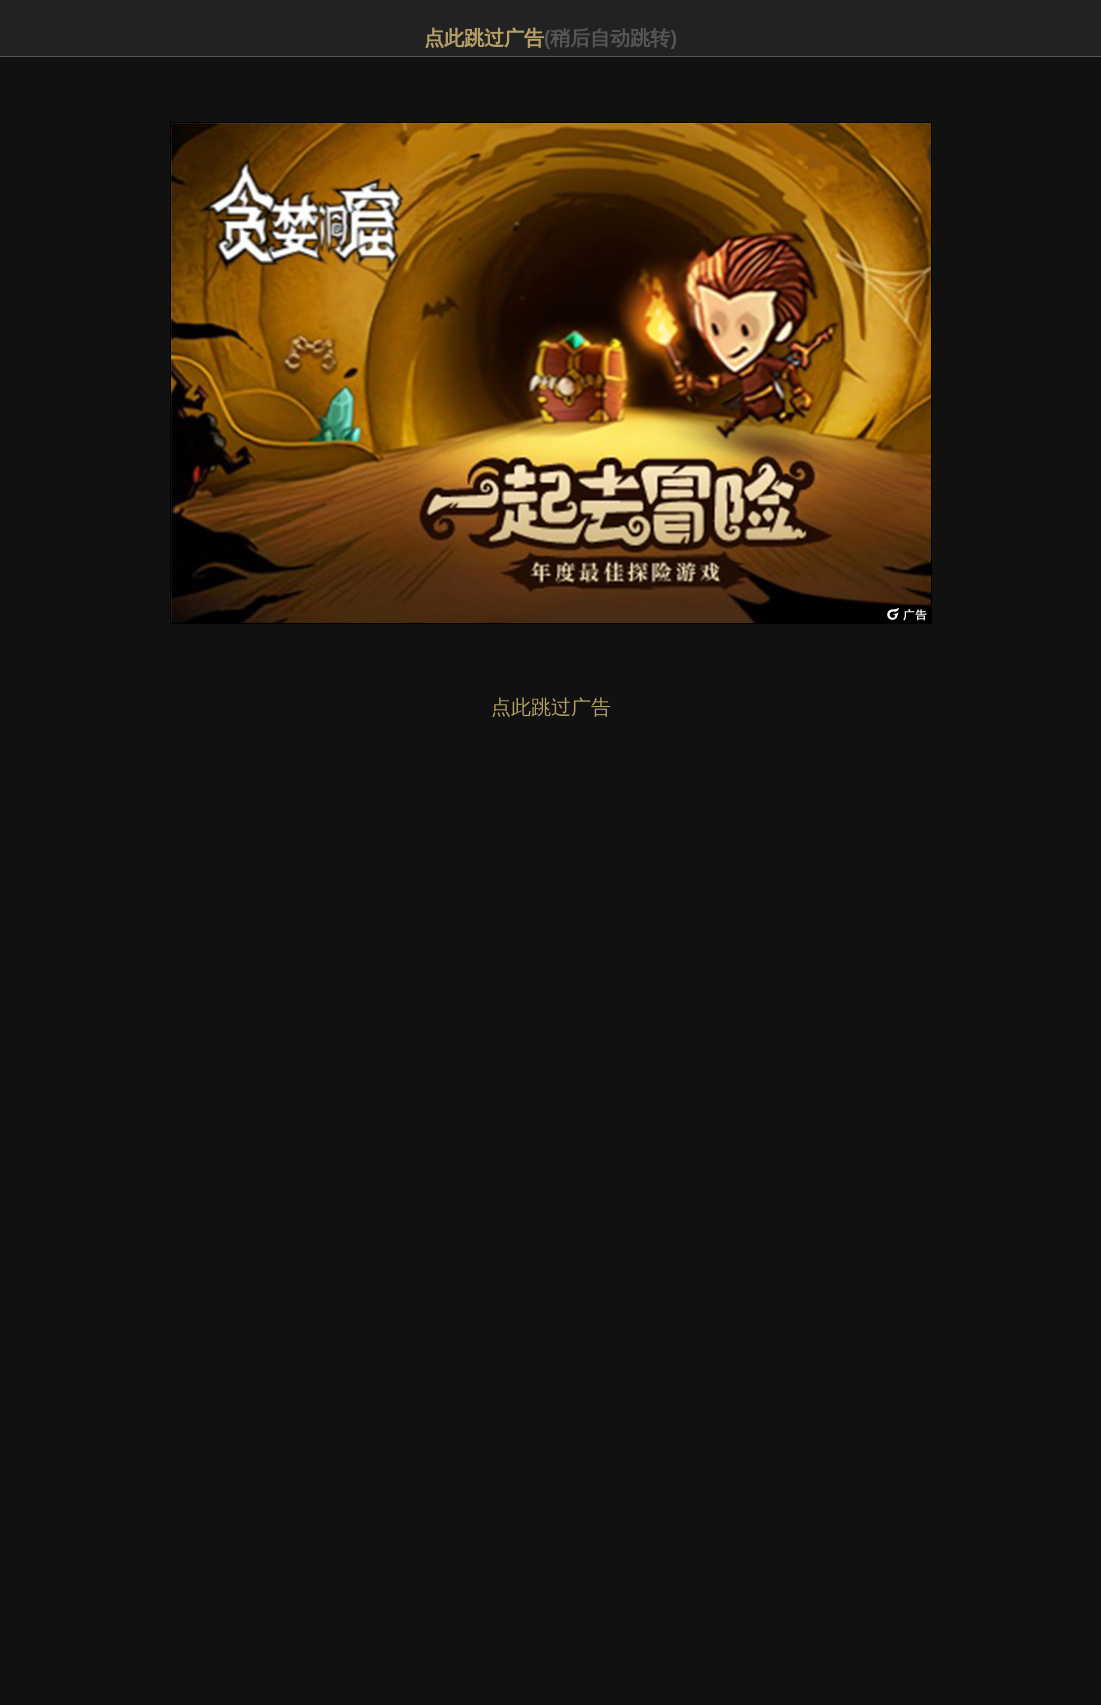 点此跳过广告(稍后自动跳转)
贪婪洞窟
一起去冒险
年度最佳探险游戏
广告
点此跳过广告